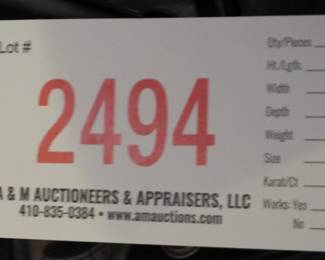 Lot #
2494
A & M AUCTIONEERS & APPRAISERS, LLC
410-835-0384 • www.amauctions.com
Qty/Pieces
Ht./Lgth.
Width
Depth
Weight
Size
Karat/Ct
Works: Yes
No